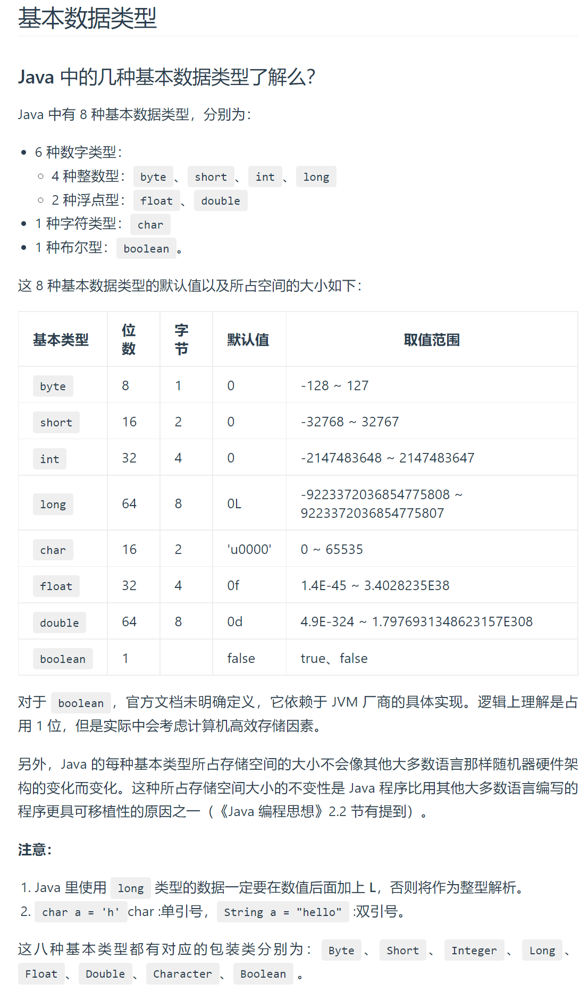 基本数据类型
Java 中的几种基本数据类型了解么？
Java 中有 8 种基本数据类型，分别为：
6 种数字类型：
4 种整数型：byte、short、int、long
2 种浮点型：float、double
1 种字符类型：char
1 种布尔型：boolean。
这 8 种基本数据类型的默认值以及所占空间的大小如下：
基本类型 位数 字节 默认值 取值范围
byte 8 1 0 -128 ~ 127
short 16 2 0 -32768 ~ 32767
int 32 4 0 -2147483648 ~ 2147483647
long 64 8 0L -9223372036854775808 ~
9223372036854775807
char 16 2 'u0000' 0 ~ 65535
float 32 4 0f 1.4E-45 ~ 3.4028235E38
double 64 8 0d 4.9E-324 ~ 1.7976931348623157E308
boolean 1 false true、false
对于 boolean，官方文档未明确定义，它依赖于 JVM 厂商的具体实现。逻辑上理解是占
用 1 位，但是实际中会考虑计算机高效存储因素。
另外，Java 的每种基本类型所占存储空间的大小不会像其他大多数语言那样随机器硬件架
构的变化而变化。这种所占存储空间大小的不变性是 Java 程序比用其他大多数语言编写的
程序更具可移植性的原因之一（《Java 编程思想》2.2 节有提到）。
注意：
1. Java 里使用 long 类型的数据一定要在数值后面加上 L，否则将作为整型解析。
2. char a = 'h' char :单引号，String a = "hello" :双引号。
这八种基本类型都有对应的包装类分别为：Byte、Short、Integer、Long、
Float、Double、Character、Boolean 。